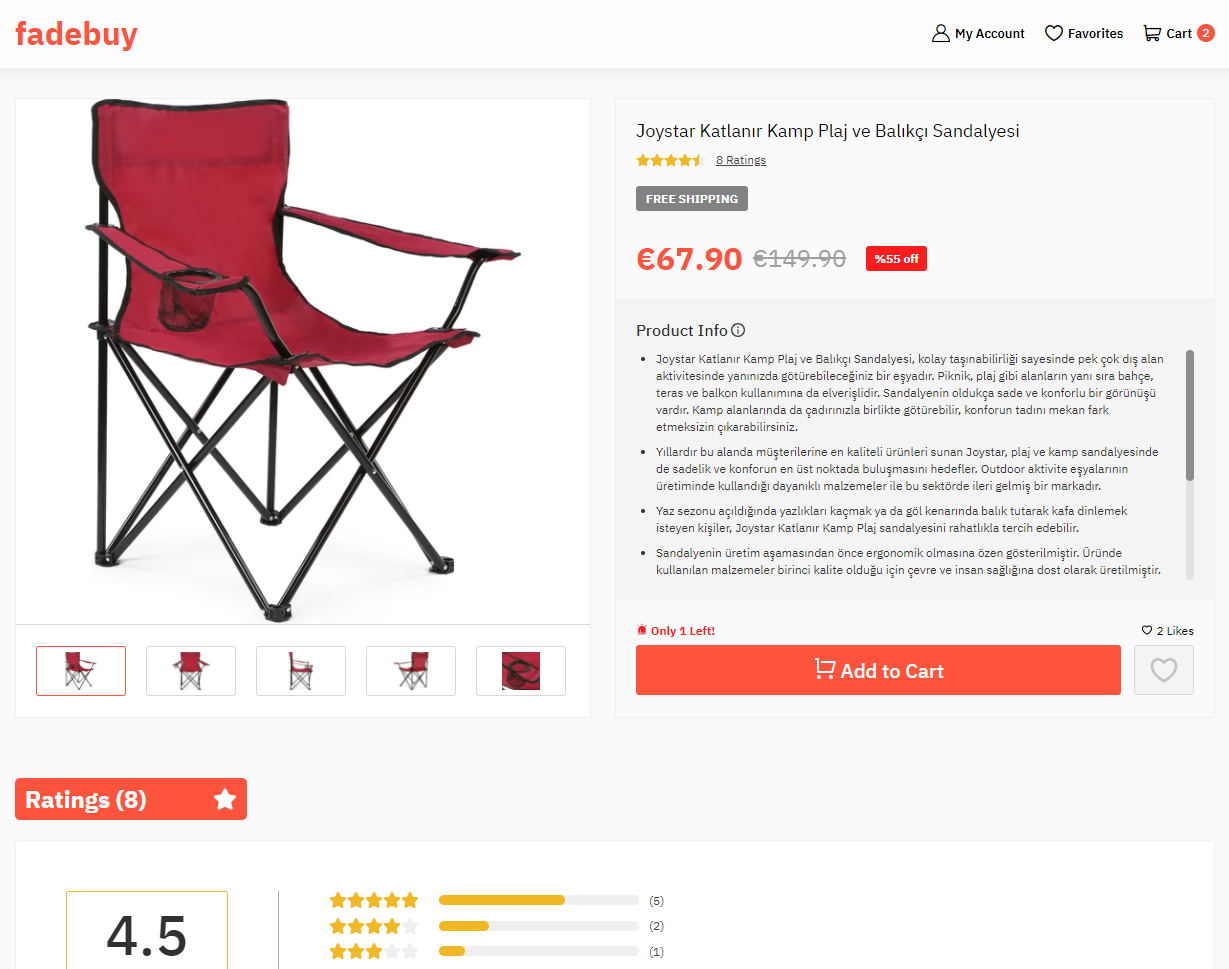 fadebuy
My Account
Favorites
Cart 2
Joystar Katlanır Kamp Plaj ve Balıkçı Sandalyesi
8 Ratings
FREE SHIPPING
€67.90 €149.90 %55 off
Product Info
Joystar Katlanır Kamp Plaj ve Balıkçı Sandalyesi, kolay taşınabilirliği sayesinde pek çok dış alan
aktivitesinde yanınızda götürebileceğiniz bir eşyadır. Piknik, plaj gibi alanların yanı sıra bahçe,
teras ve balkon kullanımına da elverişlidir. Sandalyenin oldukça sade ve konforlu bir görünüşü
vardır. Kamp alanlarında da çadırınızla birlikte götürebilir, konforun tadını mekan fark
etmeksizin çıkarabilirsiniz.
Yıllardır bu alanda müşterilerine en kaliteli ürünleri sunan Joystar, plaj ve kamp sandalyesinde
de sadelik ve konforun en üst noktada buluşmasını hedefler. Outdoor aktivite eşyalarının
üretiminde kullandığı dayanıklı malzemeler ile bu sektörde ileri gelmiş bir markadır.
Yaz sezonu açıldığında yazlıkları kaçmak ya da göl kenarında balık tutarak kafa dinlemek
isteyen kişiler, Joystar Katlanır Kamp Plaj sandalyesini rahatlıkla tercih edebilir.
Sandalyenin üretim aşamasından önce ergonomik olmasına özen gösterilmiştir. Üründe
kullanılan malzemeler birinci kalite olduğu için çevre ve insan sağlığına dost olarak üretilmiştir.
Only 1 Left!
2 Likes
Add to Cart
Ratings (8)
4.5
(5)
(2)
(1)